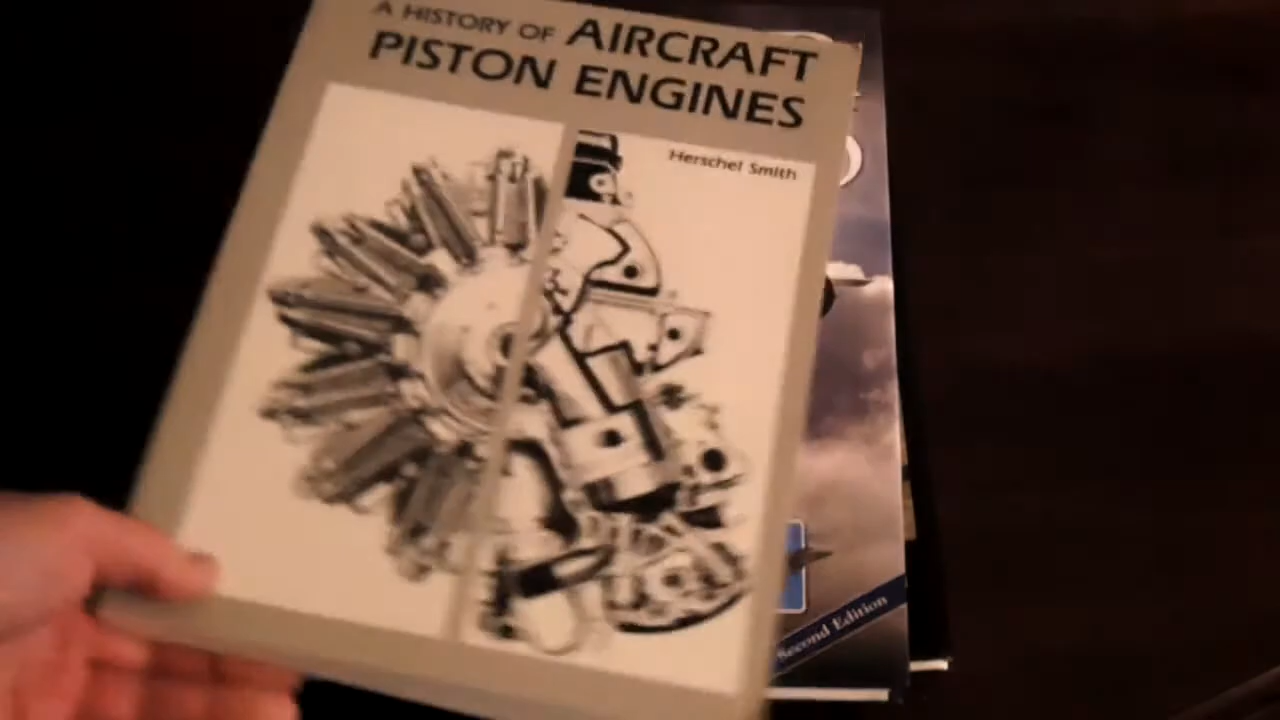 A HISTORY OF AIRCRAFT
PISTON ENGINES
Herschel Smith
Second Edition